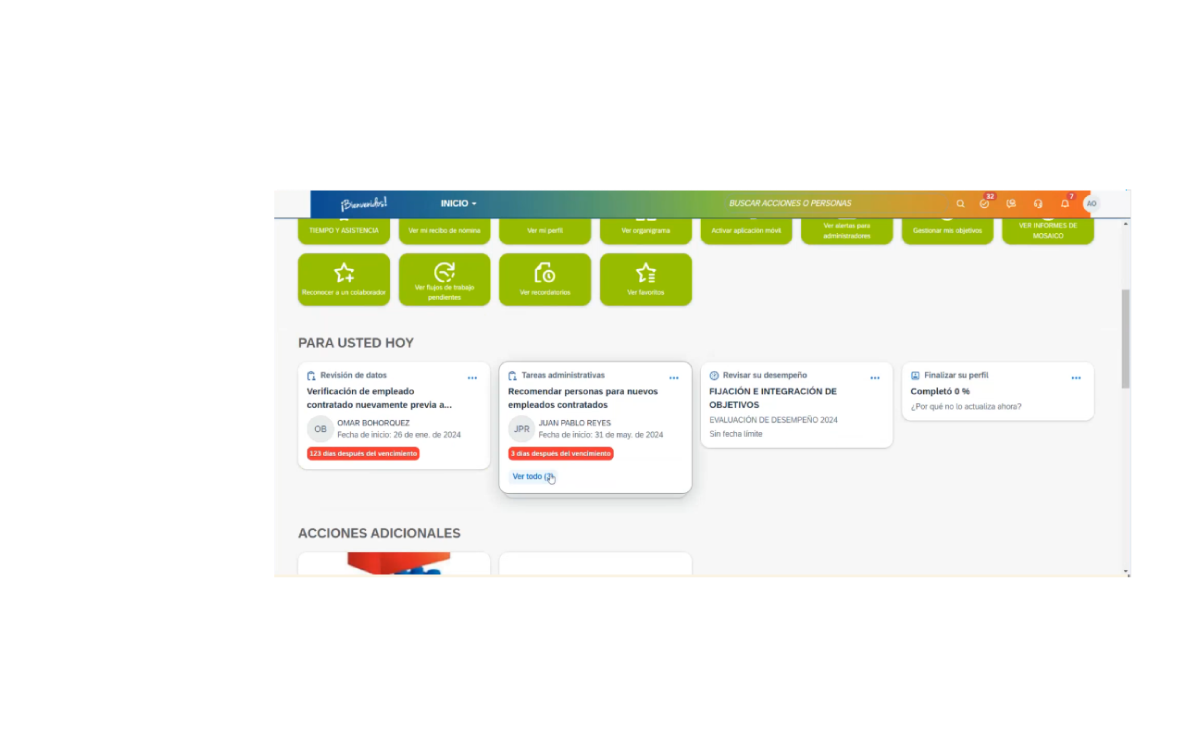 ¡Bienvenidos!
INICIO
BUSCAR ACCIONES O PERSONAS
32
7
AO
TIEMPO Y ASISTENCIA
Ver mi recibo de nomina
Ver mi perfil
Ver organigrama
Activar aplicación móvil
Ver alertas para
administradores
Gestionar mis objetivos
VER INFORMES DE
MOSAICO
Reconocer a un colaborador
Ver flujos de trabajo
pendientes
Ver recordatorios
Ver favoritos
PARA USTED HOY
Revisión de datos
Verificación de empleado
contratado nuevamente previa a...
OB
OMAR BOHORQUEZ
Fecha de inicio: 26 de ene. de 2024
123 días después del vencimiento
Tareas administrativas
Recomendar personas para nuevos
empleados contratados
JPR
JUAN PABLO REYES
Fecha de inicio: 31 de may. de 2024
3 días después del vencimiento
Ver todo
Revisar su desempeño
FIJACIÓN E INTEGRACIÓN DE
OBJETIVOS
EVALUACIÓN DE DESEMPEÑO 2024
Sin fecha límite
Finalizar su perfil
Completó 0 %
¿Por qué no lo actualiza ahora?
ACCIONES ADICIONALES